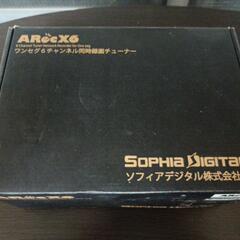 ARecX6
6 Channel Tuner Network Recorder for One seg
ワンセグ6チャンネル同時録画チューナー
SOPHIA DIGITAL
ソフィアデジタル株式会社